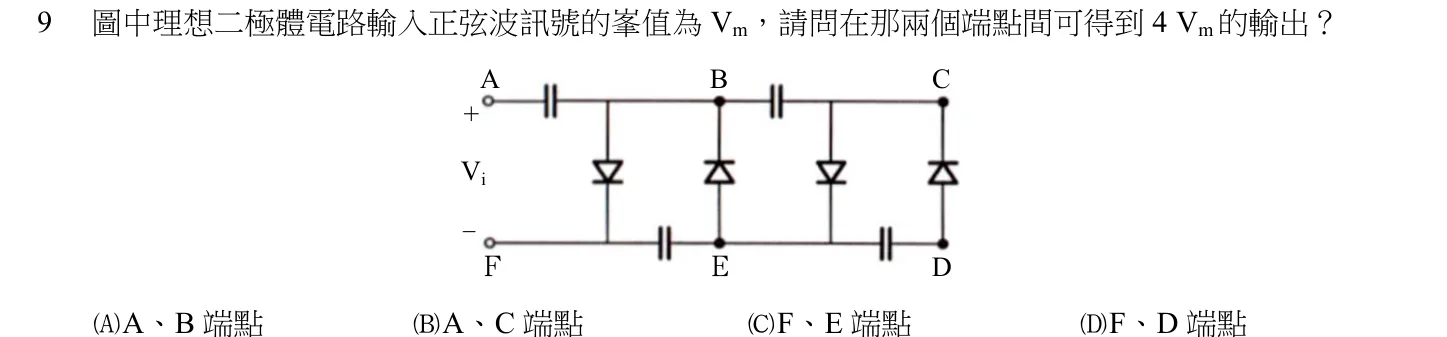 9 圖中理想二極體電路輸入正弦波訊號的峯值為 Vm，請問在那兩個端點間可得到 4 Vm的輸出？
A B C
+
Vi
−
F E D
(A)A、B 端點 (B)A、C 端點 (C)F、E 端點 (D)F、D 端點